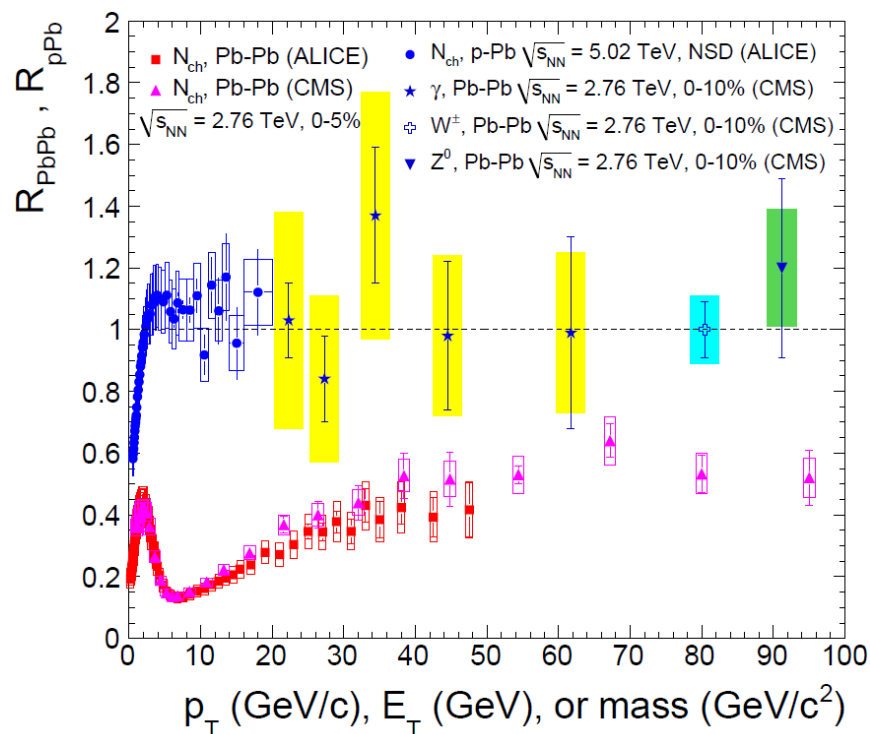 R_PbPb , R_pPb
2
1.8
1.6
1.4
1.2
1
0.8
0.6
0.4
0.2
0
N_ch, Pb-Pb (ALICE)
N_ch, Pb-Pb (CMS)
√s_NN = 2.76 TeV, 0-5%
N_ch, p-Pb √s_NN = 5.02 TeV, NSD (ALICE)
γ, Pb-Pb √s_NN = 2.76 TeV, 0-10% (CMS)
W^±, Pb-Pb √s_NN = 2.76 TeV, 0-10% (CMS)
Z^0, Pb-Pb √s_NN = 2.76 TeV, 0-10% (CMS)
0 10 20 30 40 50 60 70 80 90 100
p_T (GeV/c), E_T (GeV), or mass (GeV/c^2)